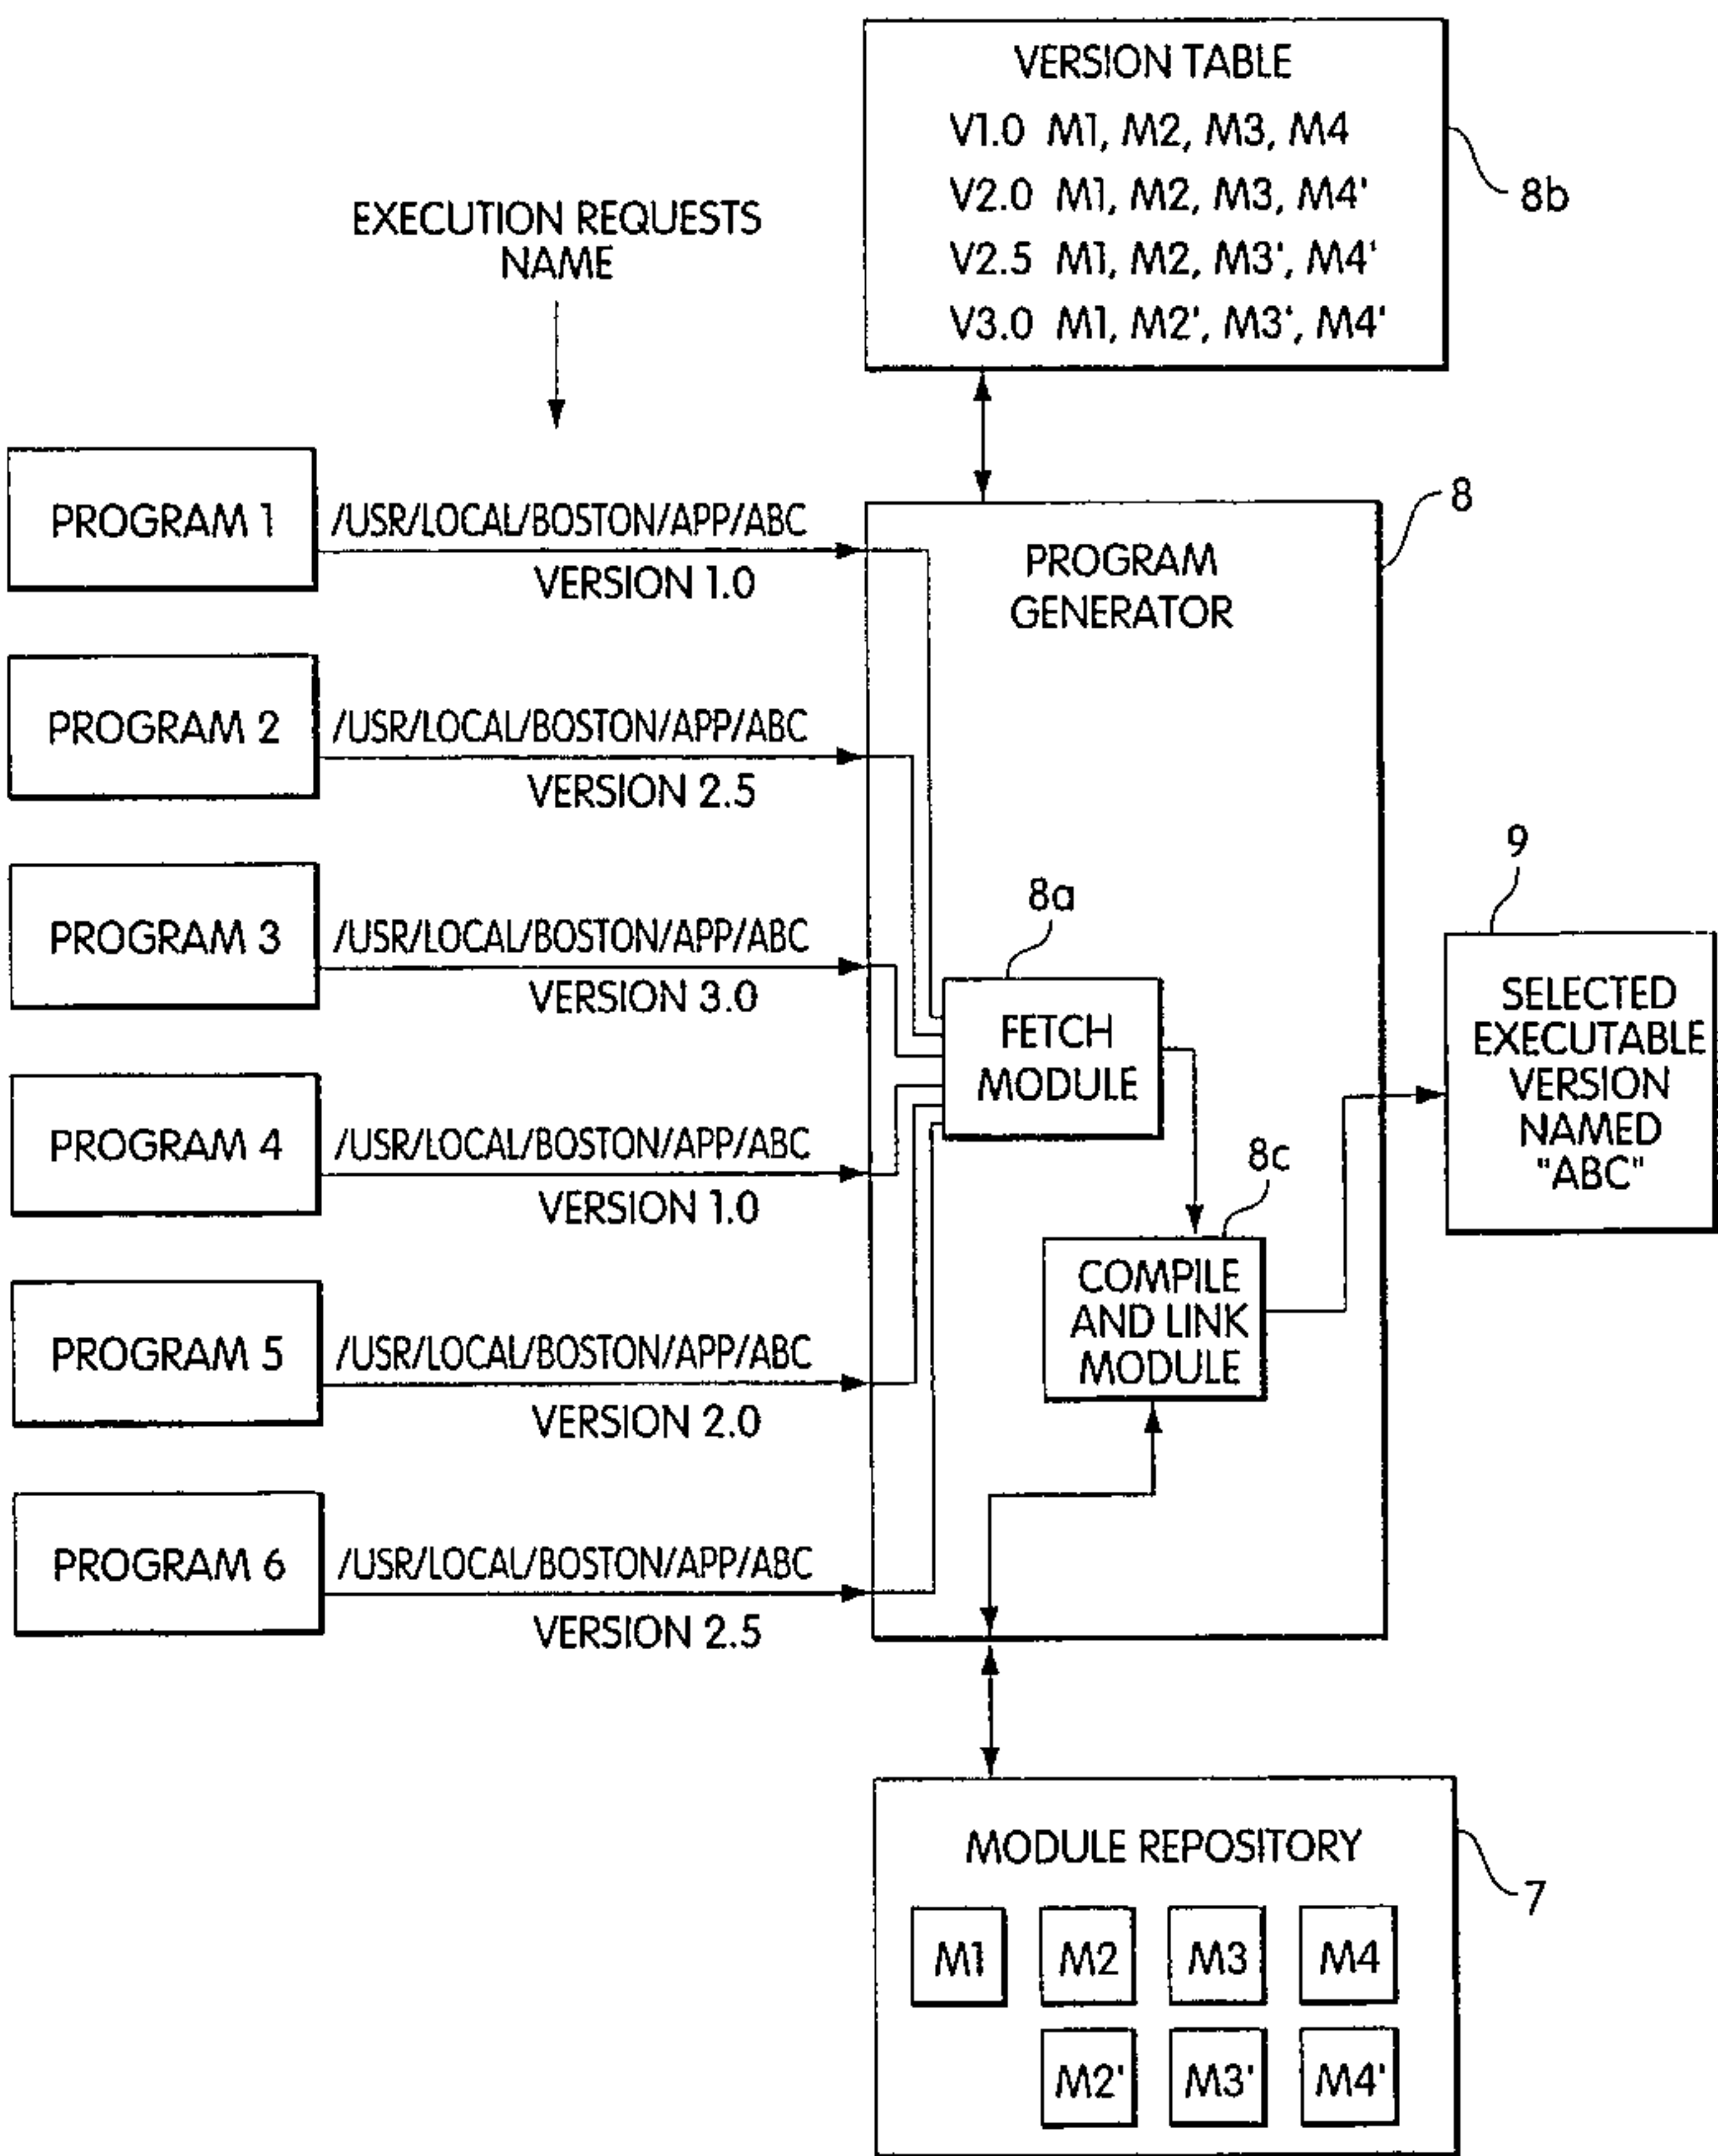 VERSION TABLE
V1.0 M1, M2, M3, M4
V2.0 M1, M2, M3, M4'
V2.5 M1, M2, M3', M4'
V3.0 M1, M2', M3', M4'
8b
EXECUTION REQUESTS
NAME
PROGRAM 1
/USR/LOCAL/BOSTON/APP/ABC
VERSION 1.0
PROGRAM 2
/USR/LOCAL/BOSTON/APP/ABC
VERSION 2.5
PROGRAM 3
/USR/LOCAL/BOSTON/APP/ABC
VERSION 3.0
PROGRAM 4
/USR/LOCAL/BOSTON/APP/ABC
VERSION 1.0
PROGRAM 5
/USR/LOCAL/BOSTON/APP/ABC
VERSION 2.0
PROGRAM 6
/USR/LOCAL/BOSTON/APP/ABC
VERSION 2.5
8
PROGRAM
GENERATOR
8a
FETCH
MODULE
8c
COMPILE
AND LINK
MODULE
9
SELECTED
EXECUTABLE
VERSION
NAMED
"ABC"
MODULE REPOSITORY
7
M1 M2 M3 M4
M2' M3' M4'